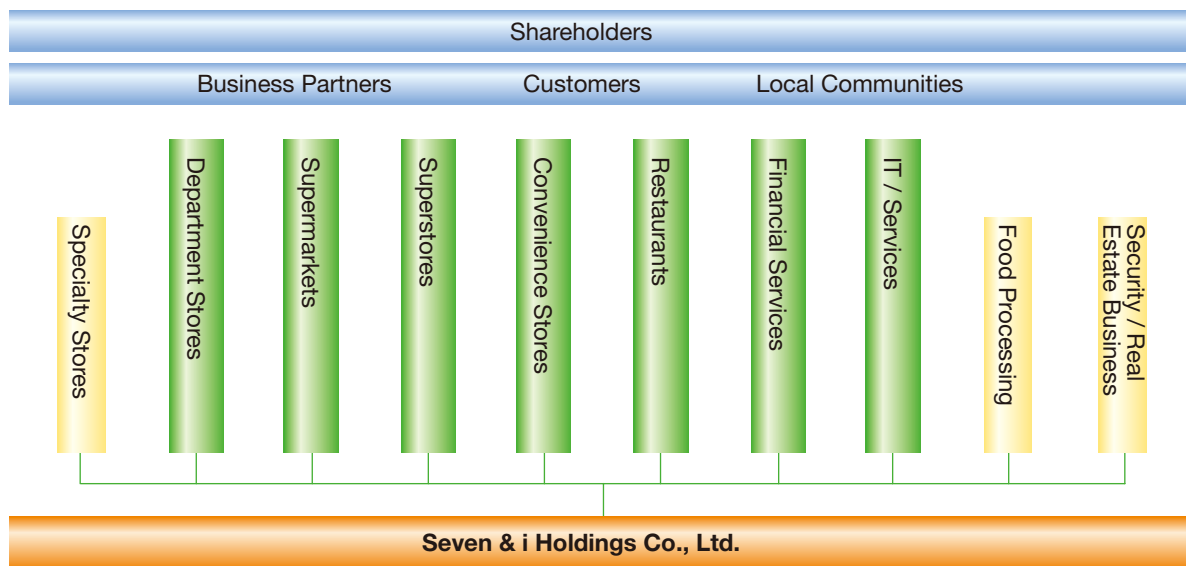 Shareholders
Business Partners
Customers
Local Communities
Specialty Stores
Department Stores
Supermarkets
Superstores
Convenience Stores
Restaurants
Financial Services
IT / Services
Food Processing
Security / Real
Estate Business
Seven & i Holdings Co., Ltd.